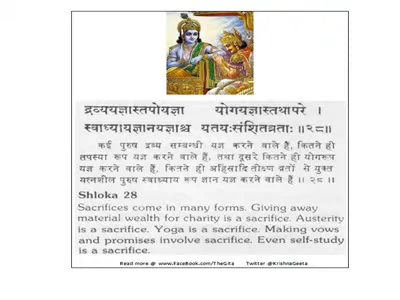 द्रव्ययज्ञास्तपोयज्ञा योगयज्ञास्तथापरे ।
स्वाध्यायज्ञानयज्ञाश्च यतयः संशितव्रताः ॥२८॥
कई पुरुष द्रव्य सम्बन्धी यज्ञ करने वाले हैं, कितने ही
तपस्या रूप यज्ञ करने वाले हैं, तथा दूसरे कितने ही योगरूप
यज्ञ करने वाले हैं, कितने ही अहिंसादि तीक्ष्ण व्रतों से युक्त
यत्नशील पुरुष स्वाध्याय रूप ज्ञान यज्ञ करने वाले हैं ॥ २८ ॥
Shloka 28
Sacrifices come in many forms. Giving away
material wealth for charity is a sacrifice. Austerity
is a sacrifice. Yoga is a sacrifice. Making vows
and promises involve sacrifice. Even self-study
is a sacrifice.
Read more @ www.FaceBook.com/TheGita Twitter @KrishnaGeeta